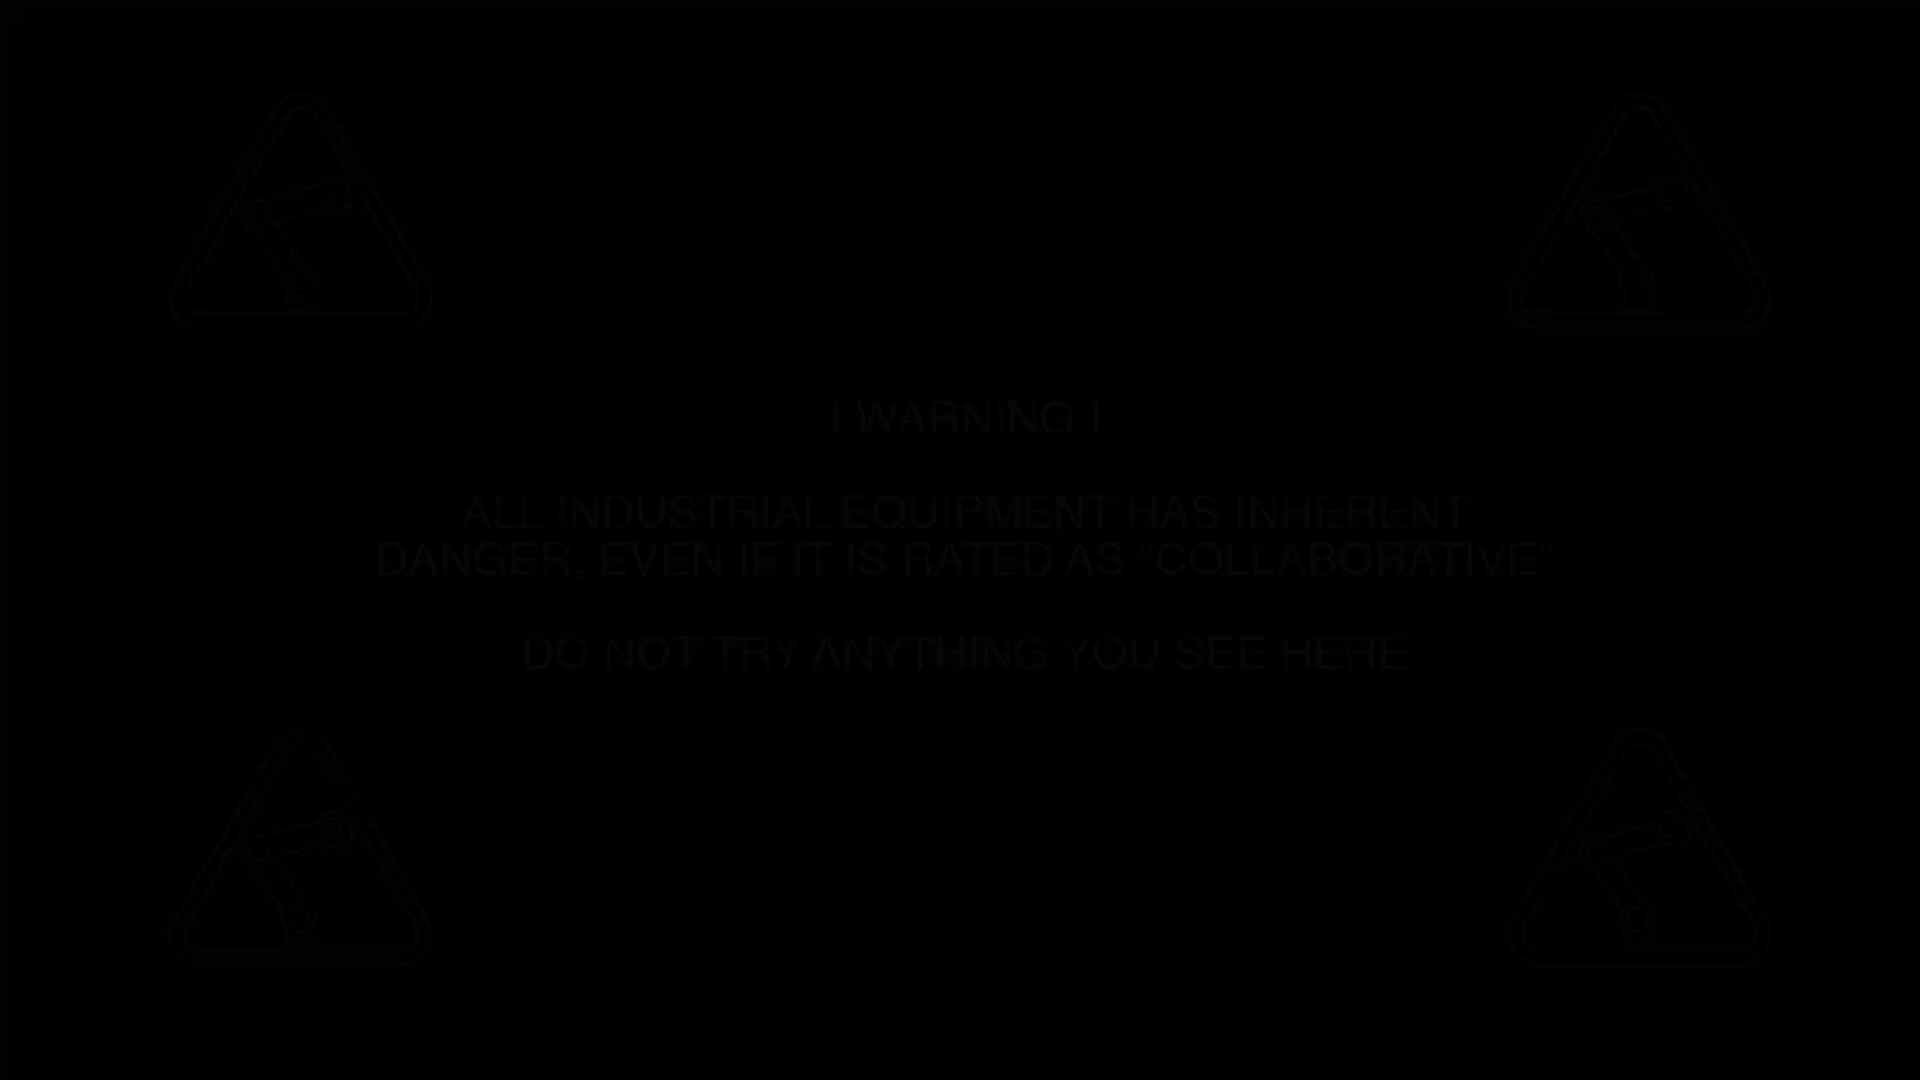 ! WARNING !
ALL INDUSTRIAL EQUIPMENT HAS INHERENT
DANGER, EVEN IF IT IS RATED AS "COLLABORATIVE"
DO NOT TRY ANYTHING YOU SEE HERE